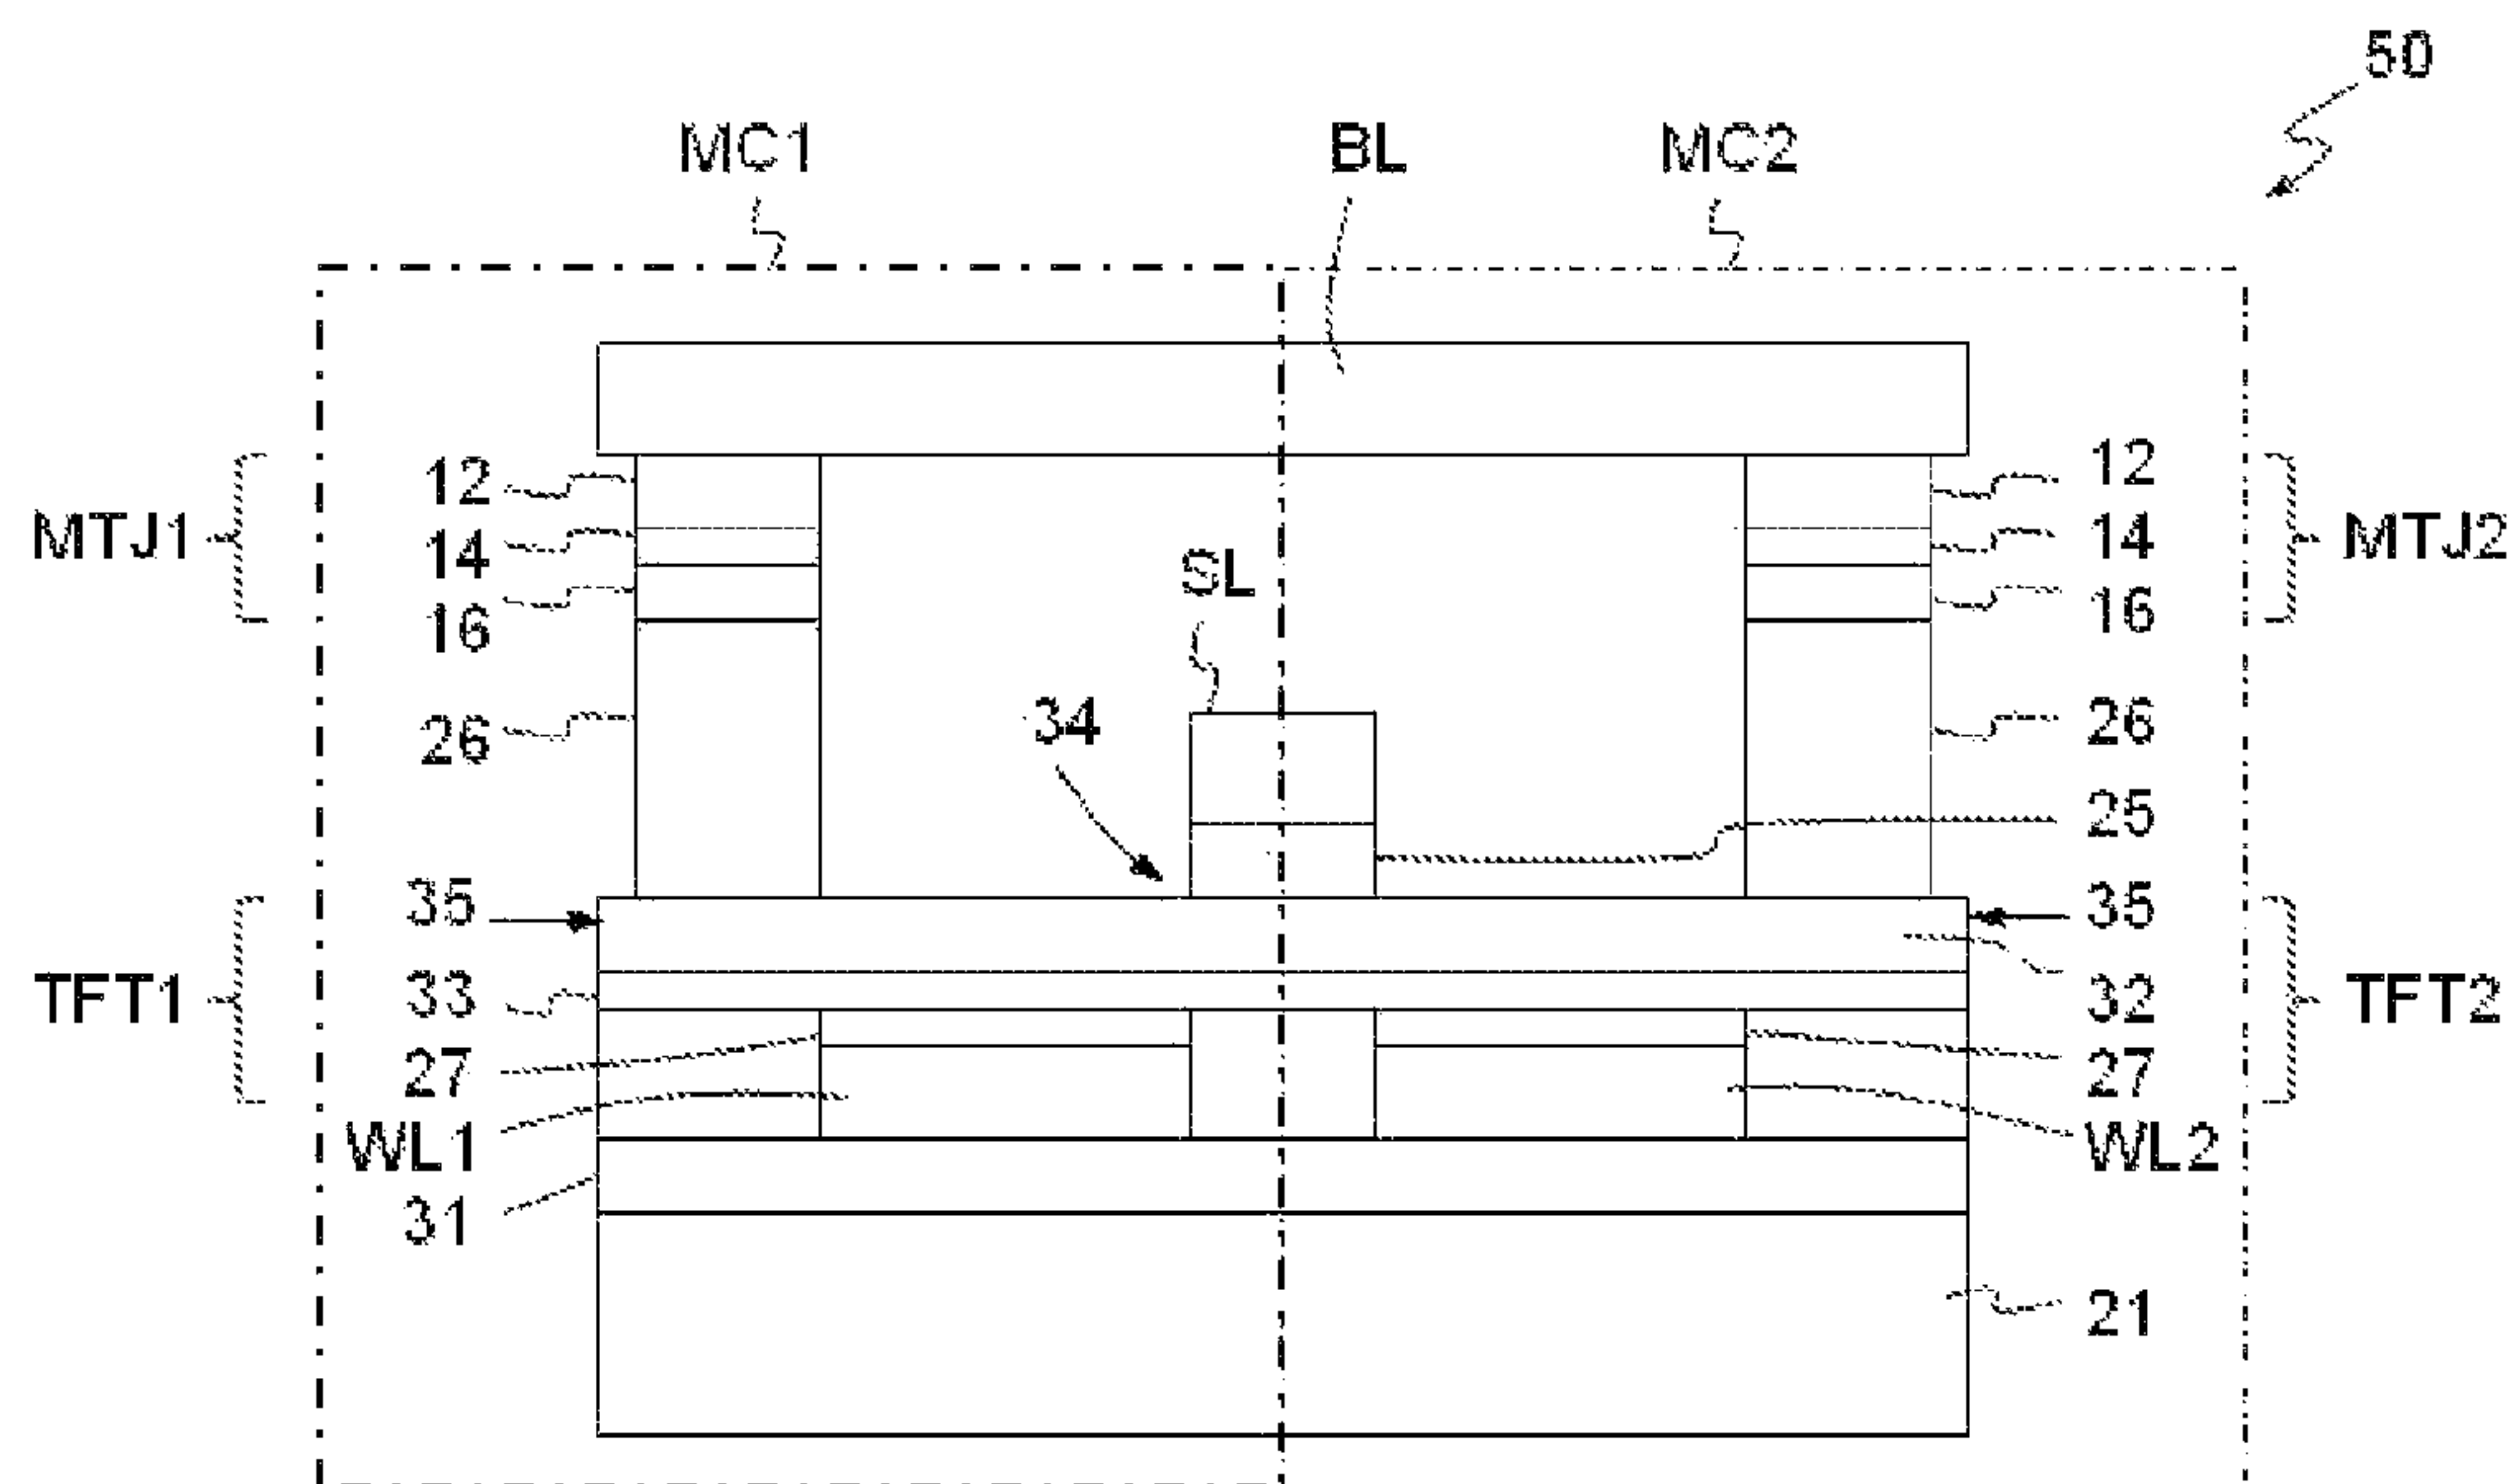 50
MC1 BL MC2
12 12
MTJ1 14 14 MTJ2
SL
16 16
34
26 26
25
35 35
TFT1 33 32 TFT2
27 27
WL1 WL2
31
21